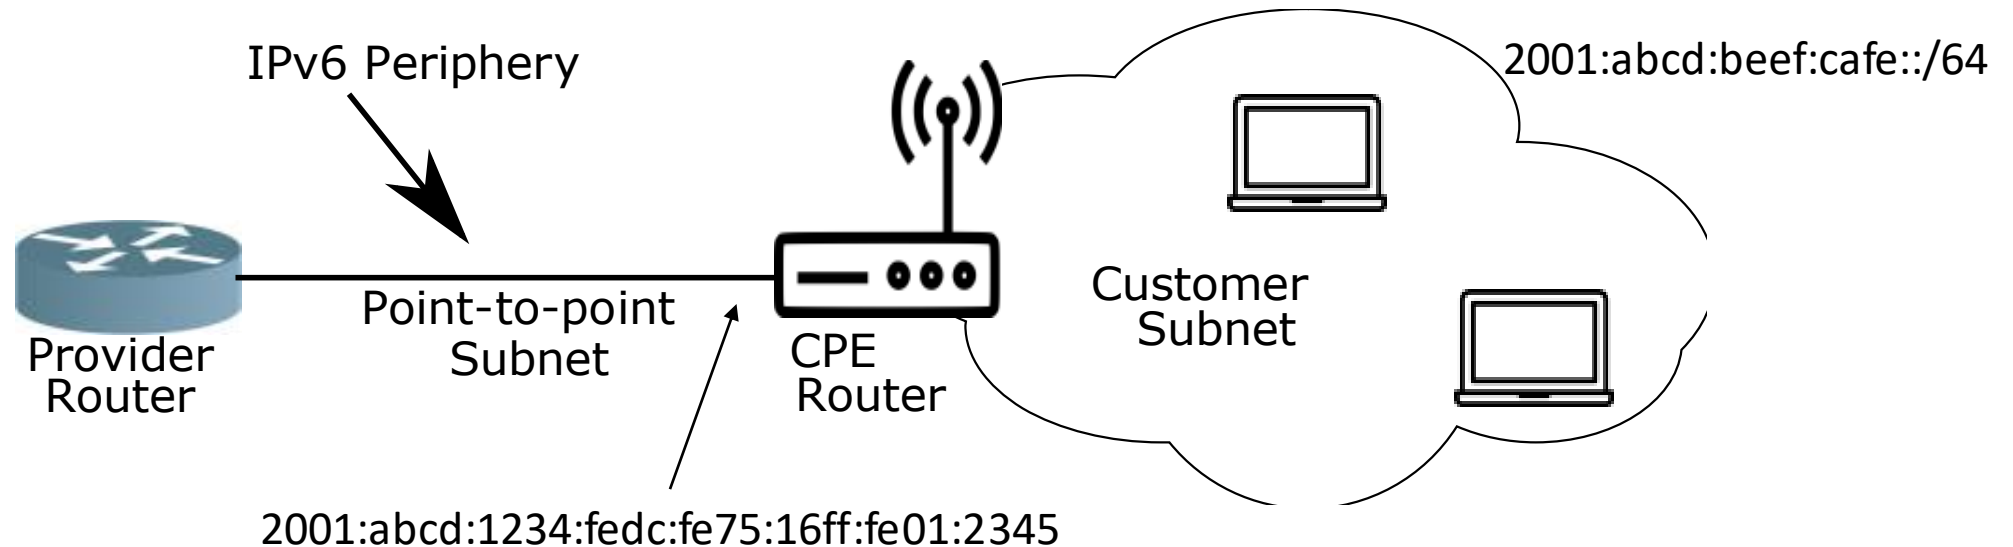 IPv6 Periphery
2001:abcd:beef:cafe::/64
Provider
Router
Point-to-point
Subnet
CPE
Router
Customer
Subnet
2001:abcd:1234:fedc:fe75:16ff:fe01:2345